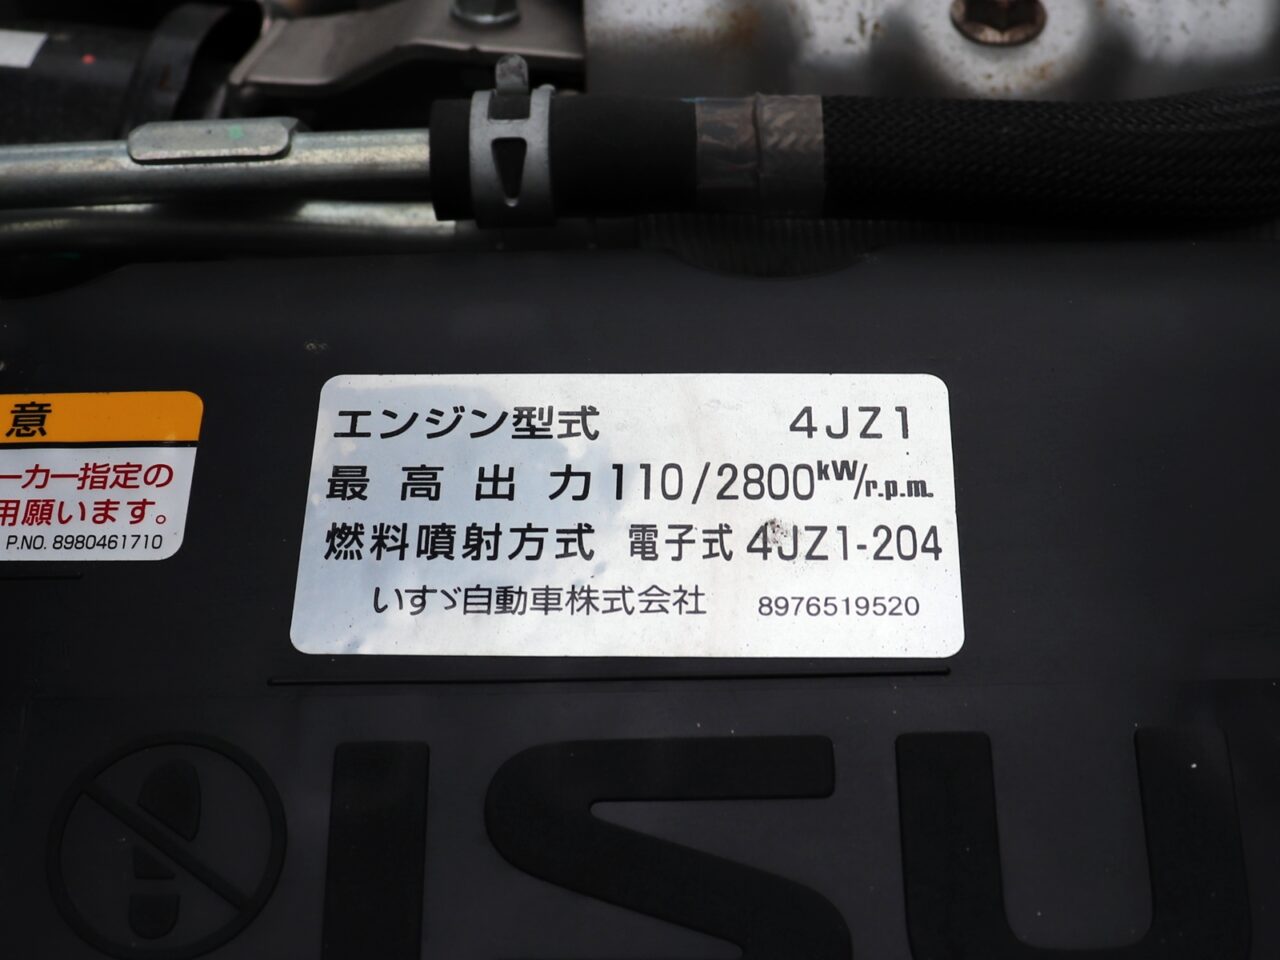 意
ーカー指定の
用願います。
P.NO. 8980461710
エンジン型式 4JZ1
最高出力 110/2800kW/r.p.m.
燃料噴射方式 電子式 4JZ1-204
いすゞ自動車株式会社 8976519520
ISU